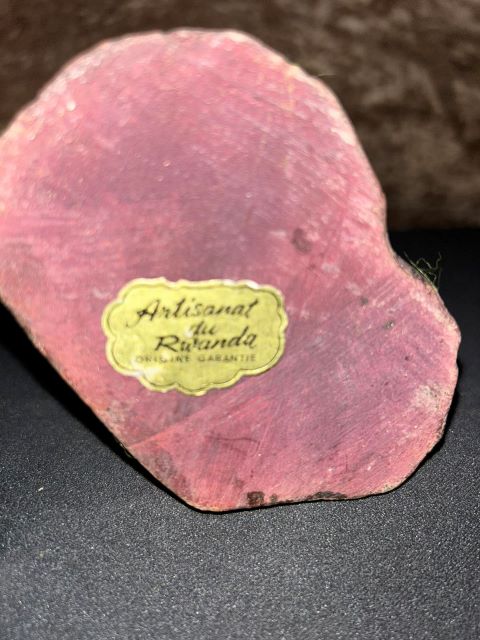 Artisanat
du
Rwanda
ORIGINE GARANTIE